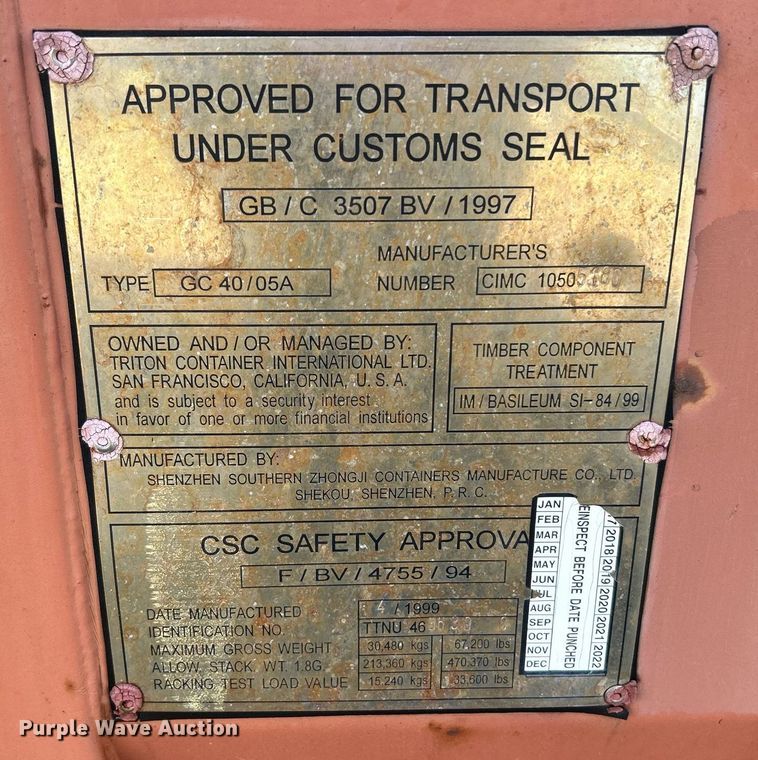 APPROVED FOR TRANSPORT
UNDER CUSTOMS SEAL
GB / C 3507 BV / 1997
MANUFACTURER'S
TYPE GC 40 / 05A NUMBER CIMC
OWNED AND / OR MANAGED BY:
TRITON CONTAINER INTERNATIONAL LTD.
SAN FRANCISCO, CALIFORNIA, U. S. A.
and is subject to a security interest
in favor of one or more financial institutions
TIMBER COMPONENT
TREATMENT
IM / BASILEUM SI- 84 / 99
MANUFACTURED BY:
SHENZHEN SOUTHERN ZHONGJI CONTAINERS MANUFACTURE CO., LTD.
SHEKOU, SHENZHEN, P. R. C.
CSC SAFETY APPROVA
F / BV / 4755 / 94
DATE MANUFACTURED 4 / 1999
IDENTIFICATION NO. TTNU
MAXIMUM GROSS WEIGHT 30,480 kgs 67,200 lbs
ALLOW. STACK. WT. 1.8G 213,360 kgs 470,370 lbs
RACKING TEST LOAD VALUE 15,240 kgs 33,600 lbs
JAN
FEB
MAR
APR
MAY
JUN
JUL
AUG
SEP
OCT
NOV
DEC
EINSPECT BEFORE DATE PUNCHED
2018 2019 2020 2021 2022
Purple Wave Auction